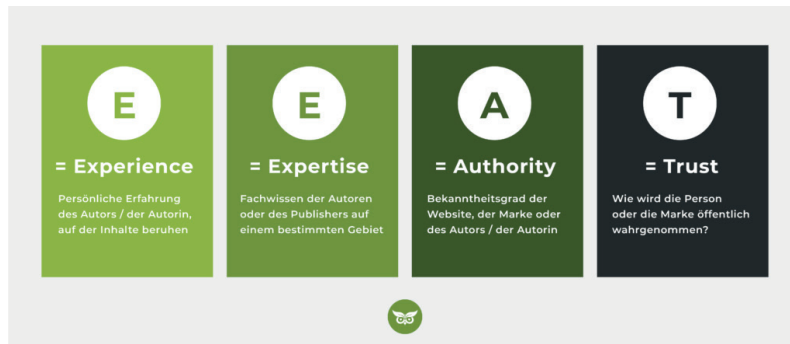 E
= Experience
Persönliche Erfahrung
des Autors / der Autorin,
auf der Inhalte beruhen
E
= Expertise
Fachwissen der Autoren
oder des Publishers auf
einem bestimmten Gebiet
A
= Authority
Bekanntheitsgrad der
Website, der Marke oder
des Autors / der Autorin
T
= Trust
Wie wird die Person
oder die Marke öffentlich
wahrgenommen?